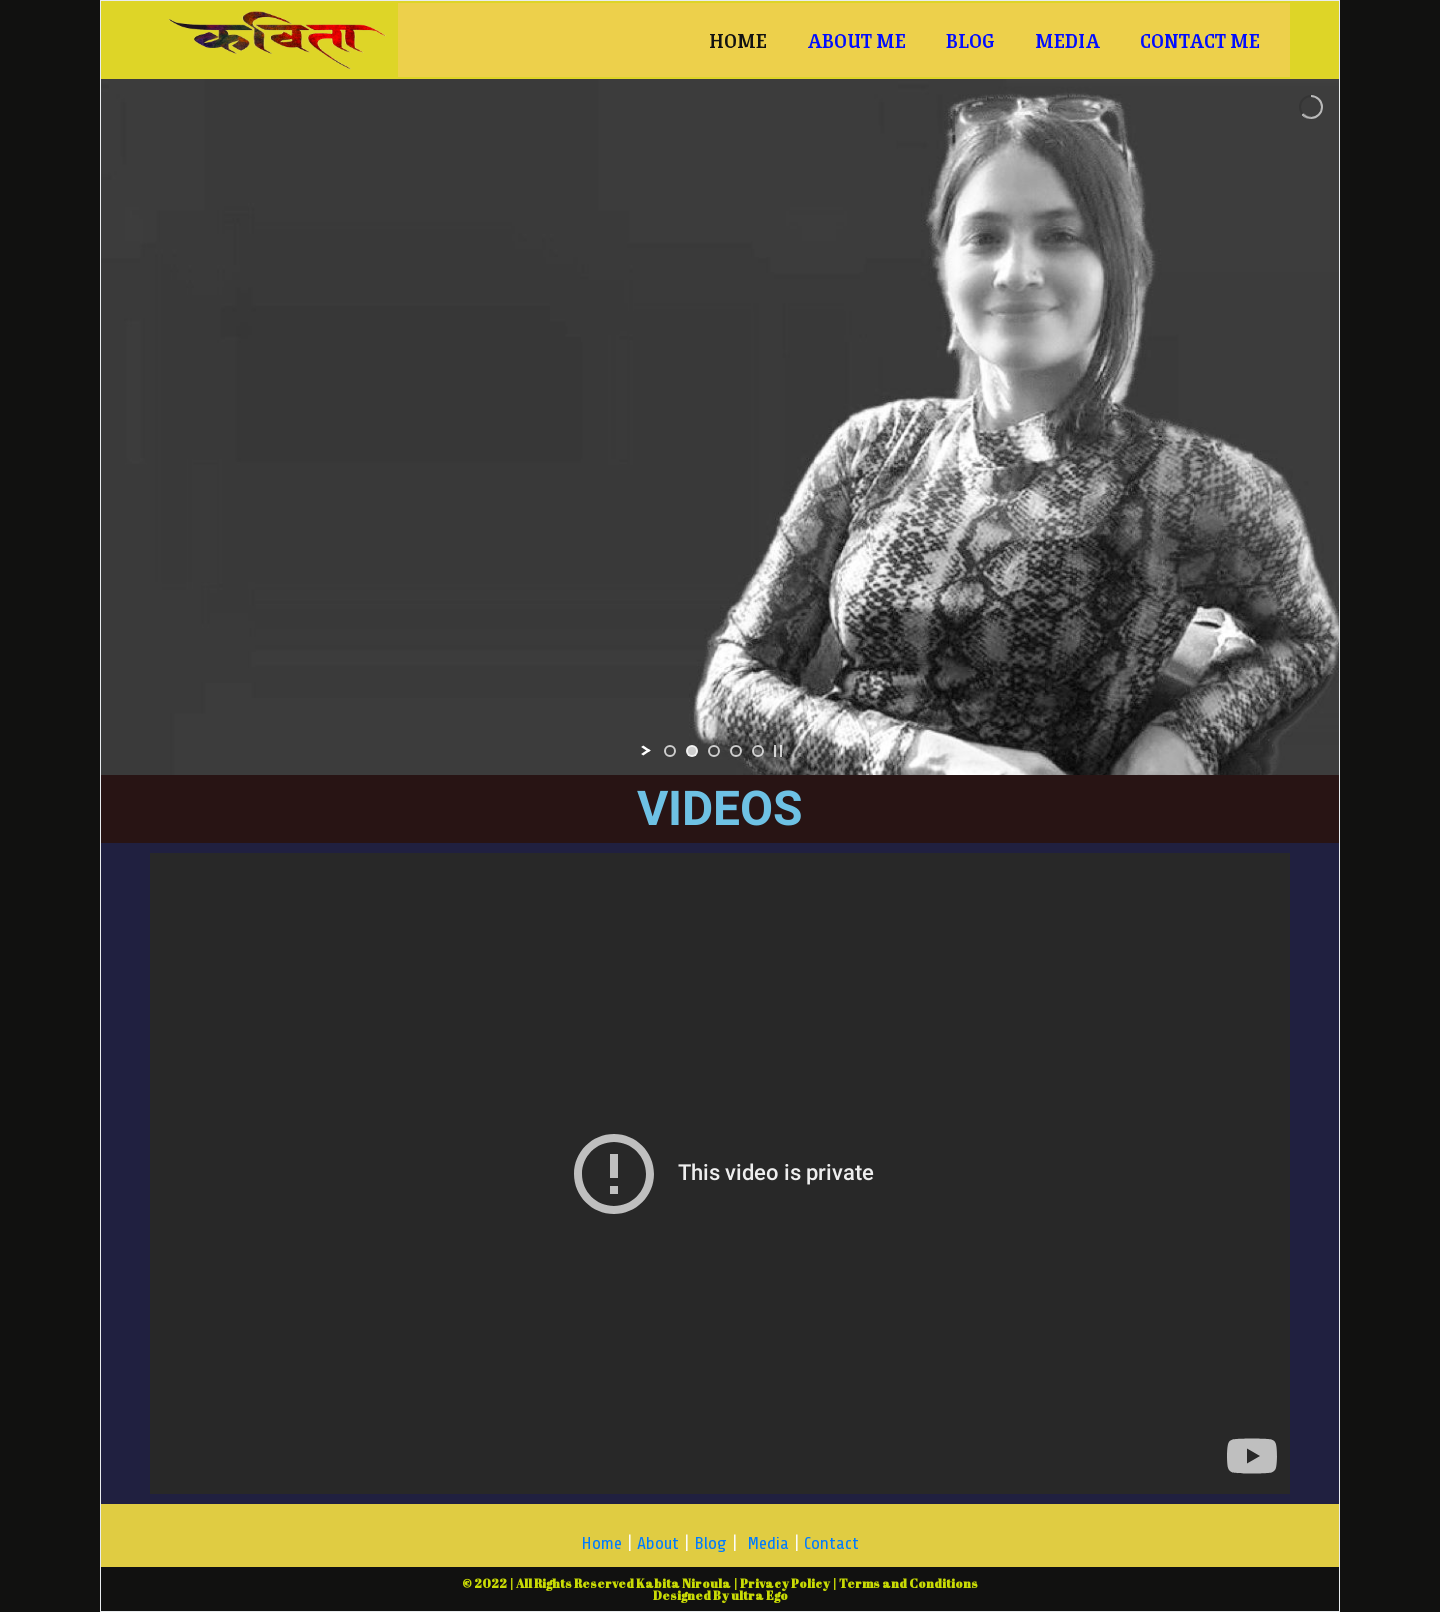 कविता
HOME ABOUT ME BLOG MEDIA CONTACT ME
VIDEOS
This video is private
Home | About | Blog | Media | Contact
© 2022 | All Rights Reserved Kabita Niroula | Privacy Policy | Terms and Conditions
Designed By ultra Ego